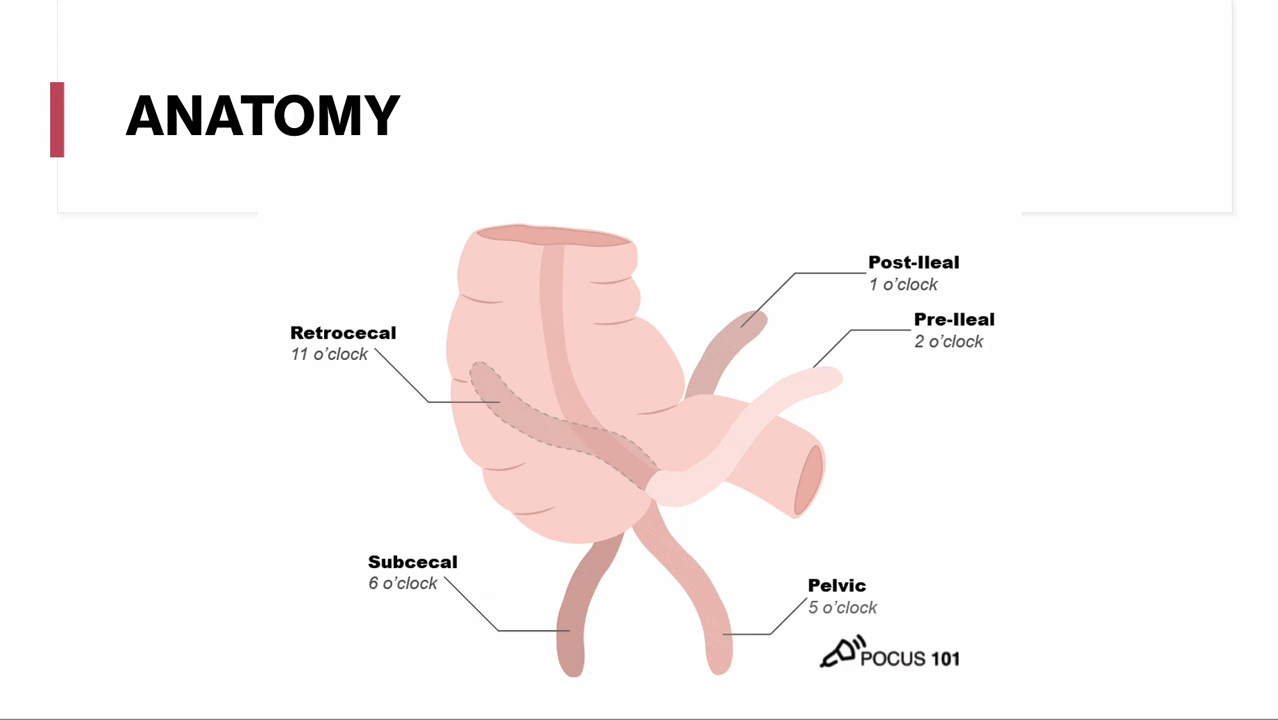 ANATOMY
Post-Ileal
1 o'clock
Pre-Ileal
2 o'clock
Retrocecal
11 o'clock
Subcecal
6 o'clock
Pelvic
5 o'clock
POCUS 101